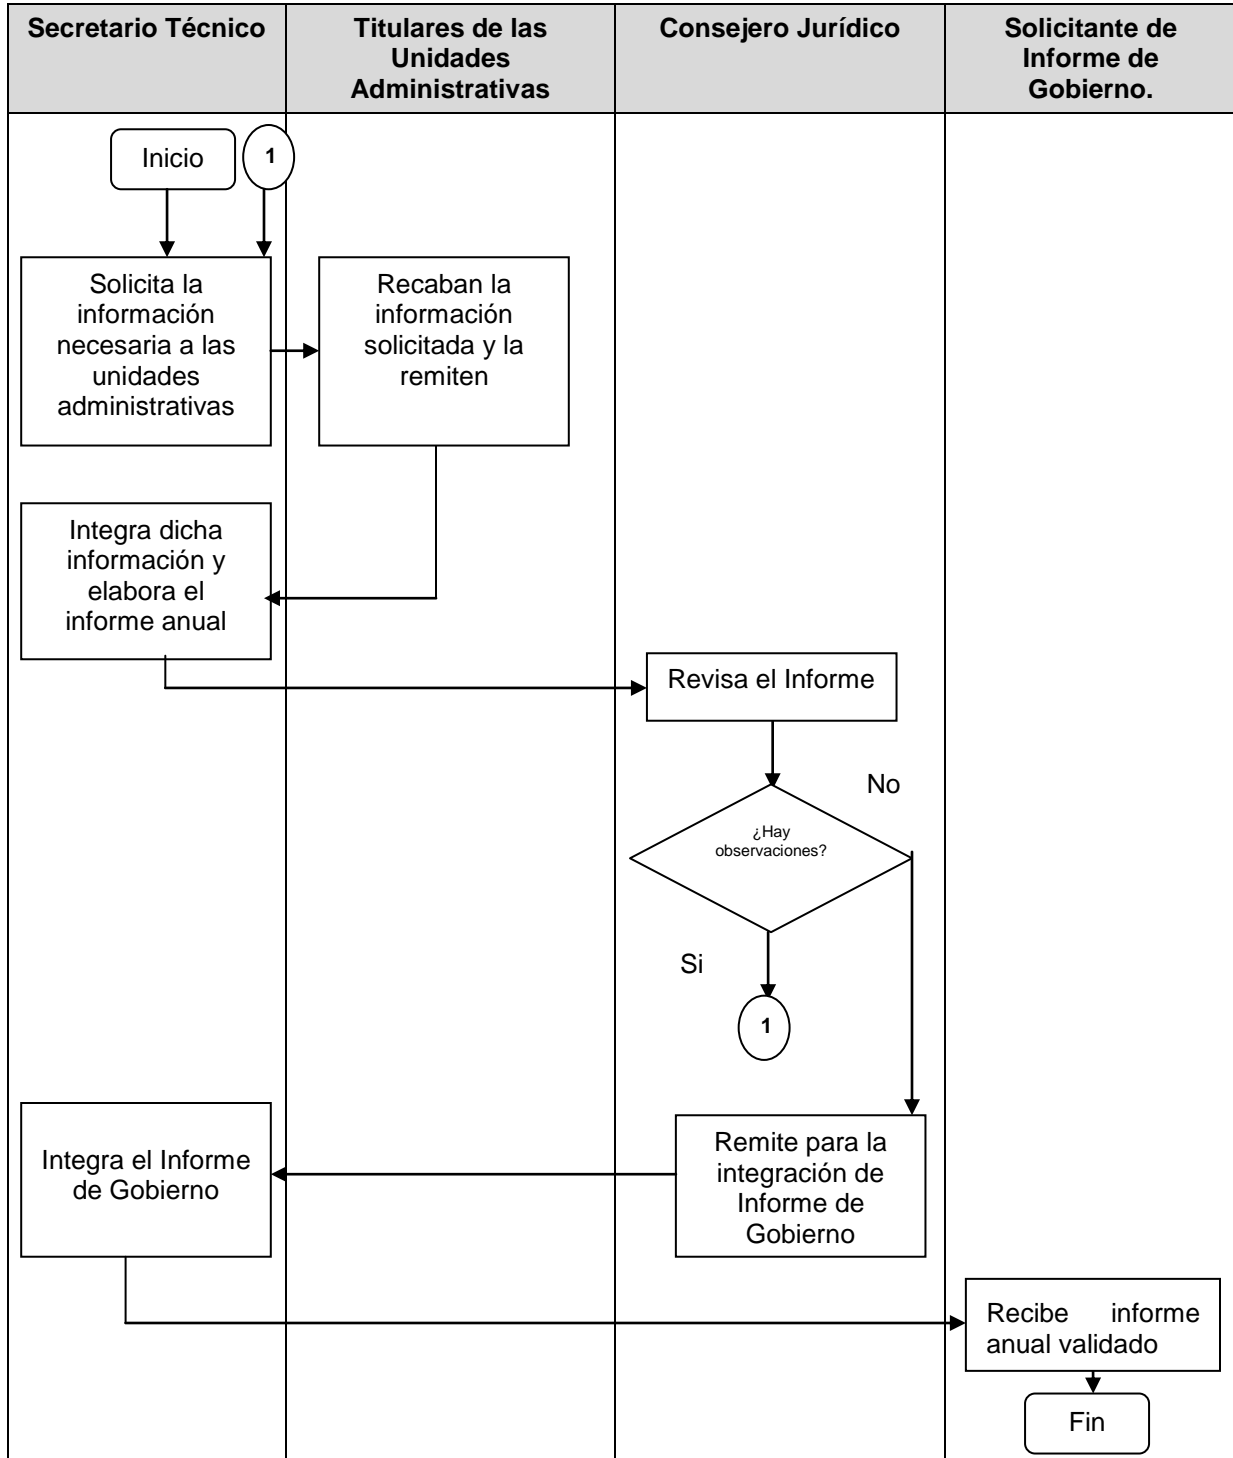 Secretario Técnico
Titulares de las
Unidades
Administrativas
Consejero Jurídico
Solicitante de
Informe de
Gobierno.
Inicio
1
Solicita la
información
necesaria a las
unidades
administrativas
Recaban la
información
solicitada y la
remiten
Integra dicha
información y
elabora el
informe anual
Revisa el Informe
¿Hay
observaciones?
No
Si
1
Remite para la
integración de
Informe de
Gobierno
Integra el Informe
de Gobierno
Recibe informe
anual validado
Fin